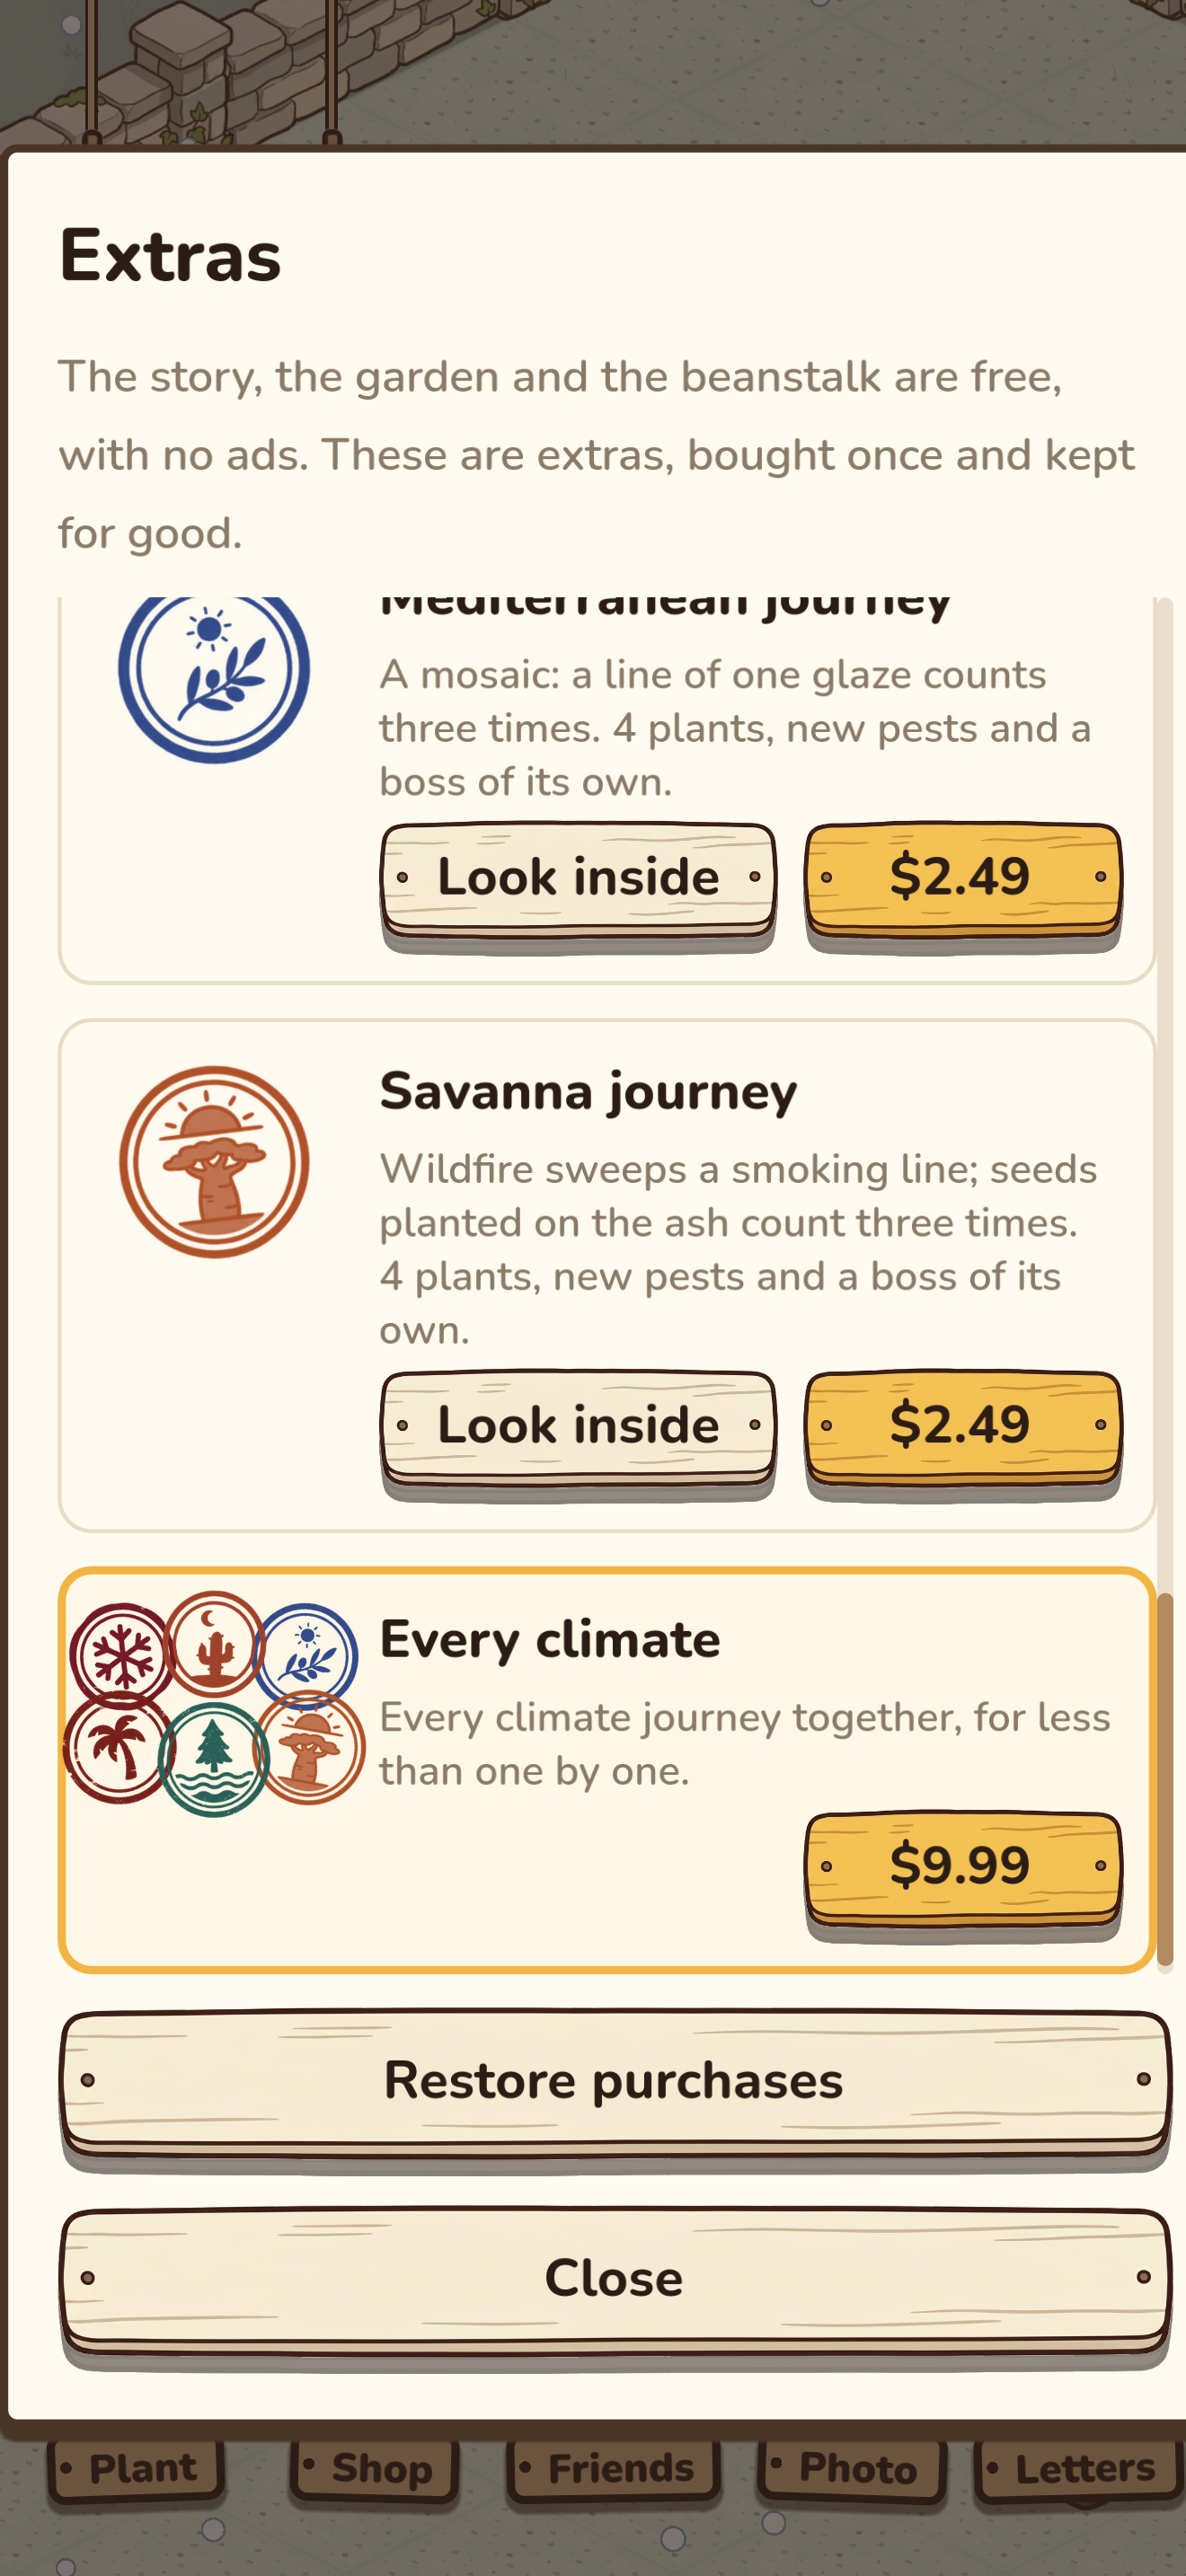 Extras
The story, the garden and the beanstalk are free,
with no ads. These are extras, bought once and kept
for good.
Mediterranean journey
A mosaic: a line of one glaze counts
three times. 4 plants, new pests and a
boss of its own.
Look inside
$2.49
Savanna journey
Wildfire sweeps a smoking line; seeds
planted on the ash count three times.
4 plants, new pests and a boss of its
own.
Look inside
$2.49
Every climate
Every climate journey together, for less
than one by one.
$9.99
Restore purchases
Close
Plant
Shop
Friends
Photo
Letters